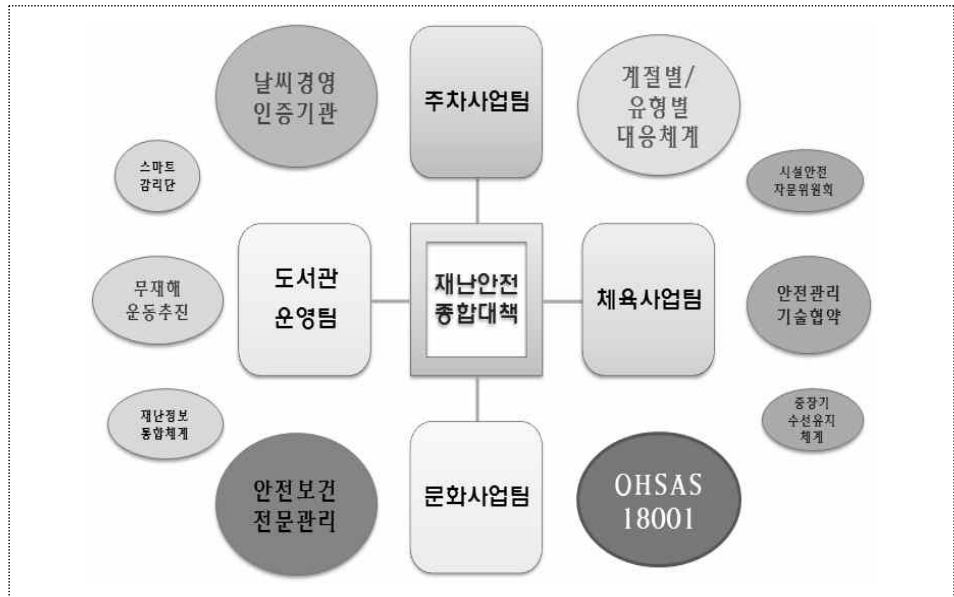 날씨경영
인증기관
주차사업팀
계절별/
유형별
대응체계
스마트
감리단
시설안전
자문위원회
무재해
운동추진
도서관
운영팀
재난안전
종합대책
체육사업팀
안전관리
기술협약
재난정보
통합체계
중장기
수선유지
체계
안전보건
전문관리
문화사업팀
OHSAS
18001